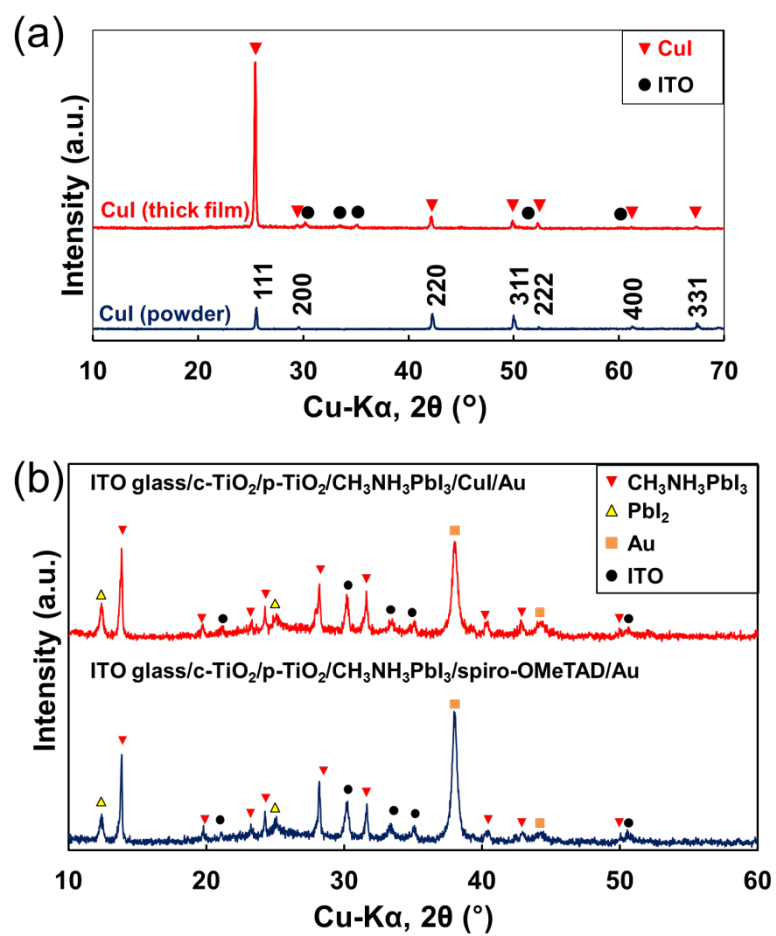 (a)
Intensity (a.u.)
CuI
ITO
CuI (thick film)
CuI (powder)
111
200
220
311
222
400
331
10 20 30 40 50 60 70
Cu-Kα, 2θ (°)
(b)
Intensity (a.u.)
ITO glass/c-TiO₂/p-TiO₂/CH₃NH₃PbI₃/CuI/Au
CH₃NH₃PbI₃
PbI₂
Au
ITO
ITO glass/c-TiO₂/p-TiO₂/CH₃NH₃PbI₃/spiro-OMeTAD/Au
10 20 30 40 50 60
Cu-Kα, 2θ (°)